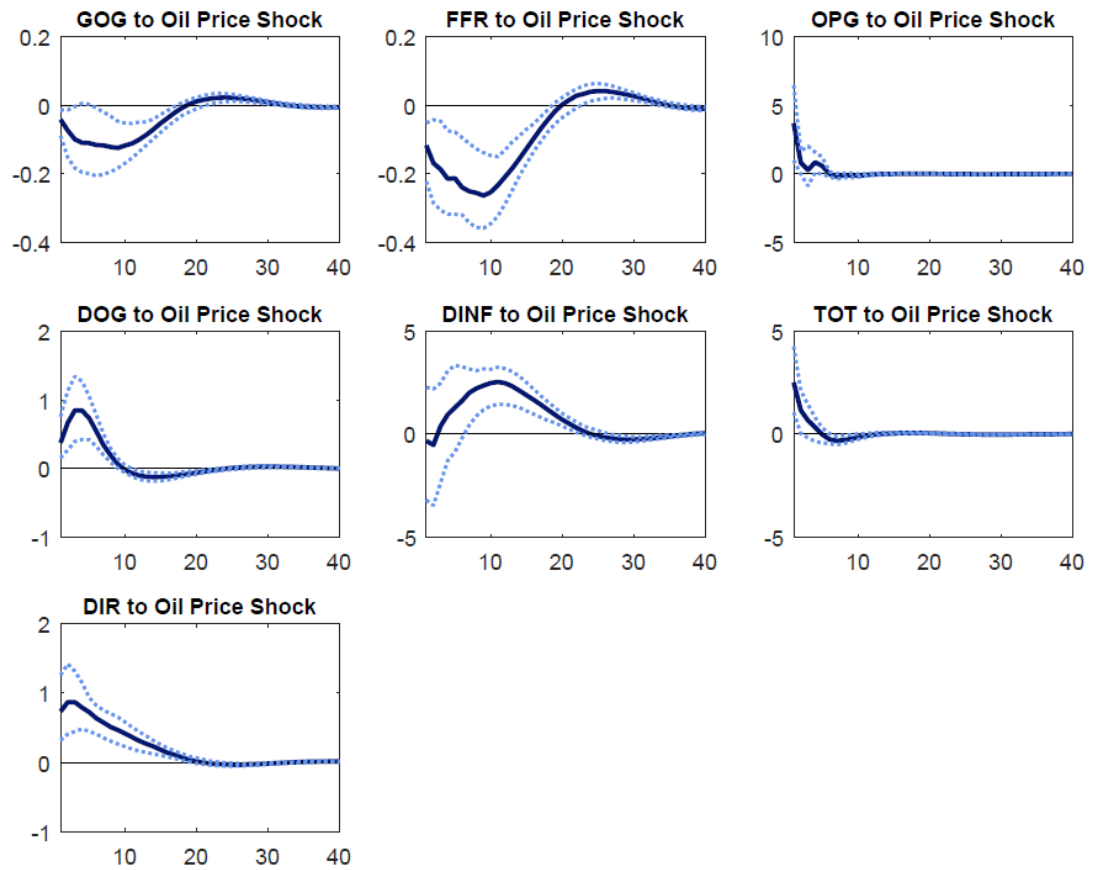 GOG to Oil Price Shock
0.2
0
-0.2
-0.4
10 20 30 40
FFR to Oil Price Shock
0.2
0
-0.2
-0.4
10 20 30 40
OPG to Oil Price Shock
10
5
0
-5
10 20 30 40
DOG to Oil Price Shock
2
1
0
-1
10 20 30 40
DINF to Oil Price Shock
5
0
-5
10 20 30 40
TOT to Oil Price Shock
5
0
-5
10 20 30 40
DIR to Oil Price Shock
2
1
0
-1
10 20 30 40